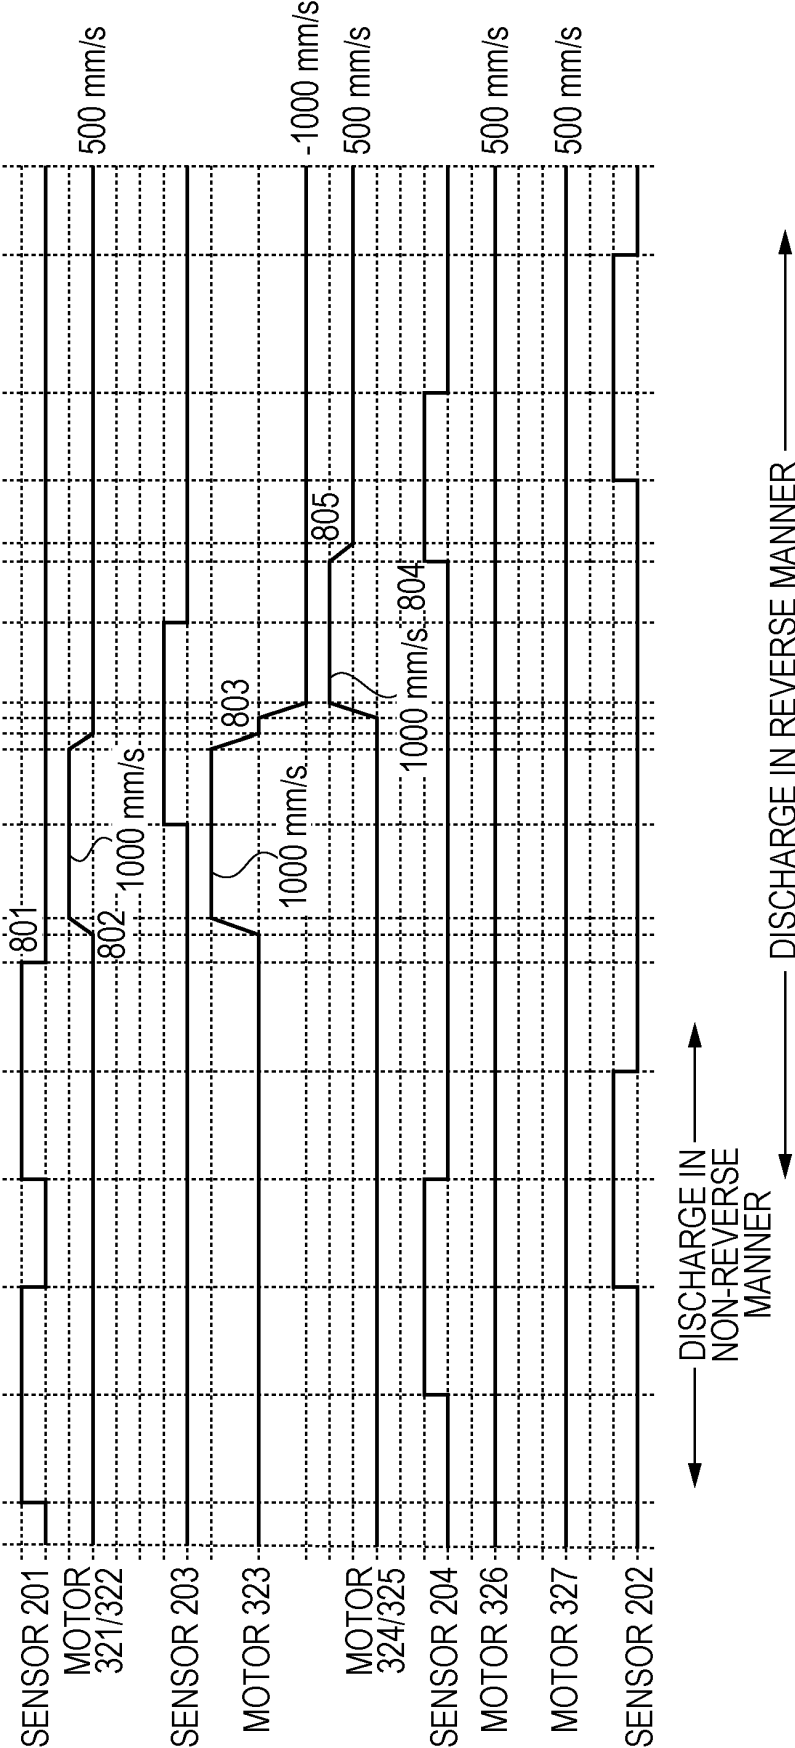 SENSOR 201
801
MOTOR
321/322
802
1000 mm/s
500 mm/s
SENSOR 203
MOTOR 323
1000 mm/s
803
-1000 mm/s
MOTOR
324/325
1000 mm/s
805
500 mm/s
SENSOR 204
804
MOTOR 326
500 mm/s
MOTOR 327
500 mm/s
SENSOR 202
DISCHARGE IN
NON-REVERSE
MANNER
DISCHARGE IN REVERSE MANNER